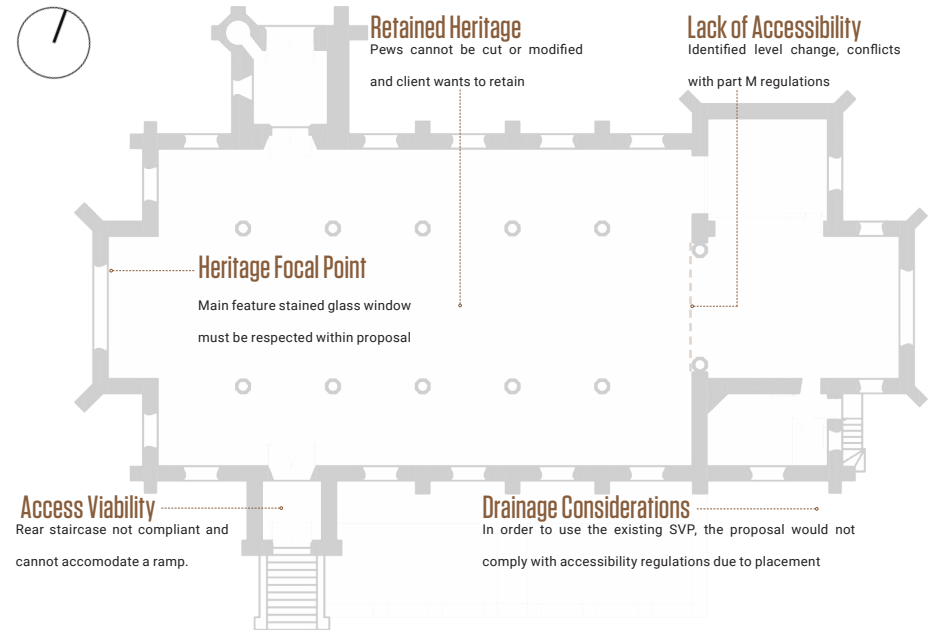 Retained Heritage
Pews cannot be cut or modified
and client wants to retain
Lack of Accessibility
Identified level change, conflicts
with part M regulations
Heritage Focal Point
Main feature stained glass window
must be respected within proposal
Access Viability
Rear staircase not compliant and
cannot accomodate a ramp.
Drainage Considerations
In order to use the existing SVP, the proposal would not
comply with accessibility regulations due to placement